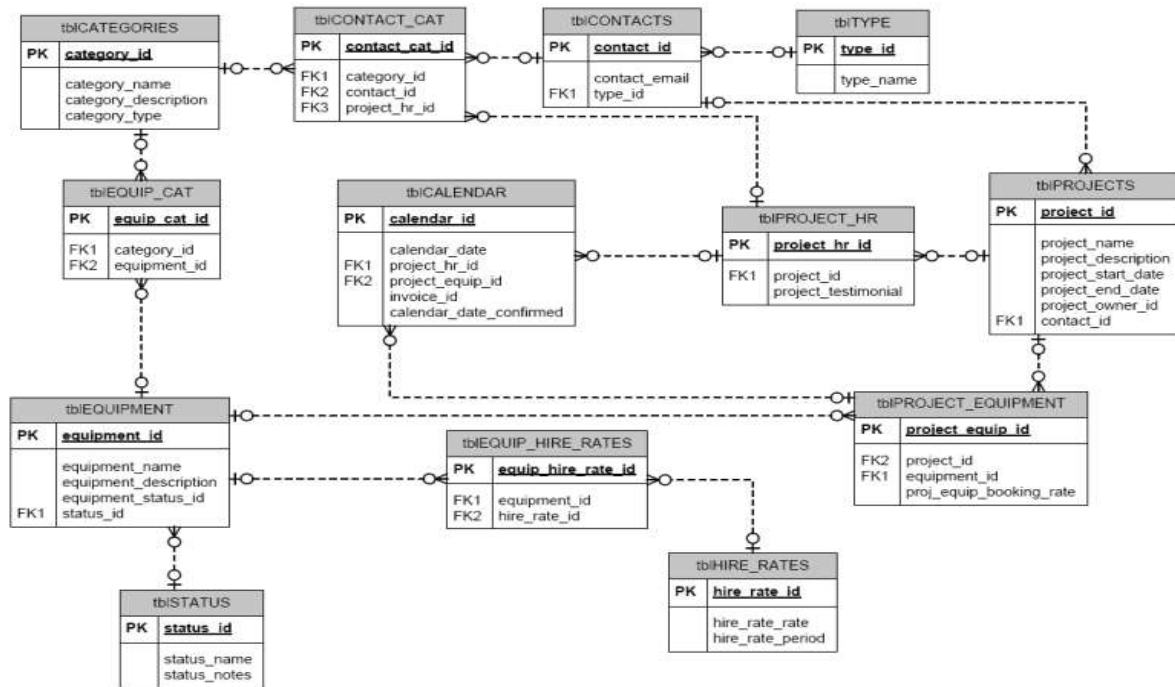 tblCATEGORIES
PK category_id
category_name
category_description
category_type
tblCONTACT_CAT
PK contact_cat_id
FK1 category_id
FK2 contact_id
FK3 project_hr_id
tblCONTACTS
PK contact_id
contact_email
FK1 type_id
tblTYPE
PK type_id
type_name
tblEQUIP_CAT
PK equip_cat_id
FK1 category_id
FK2 equipment_id
tblCALENDAR
PK calendar_id
calendar_date
FK1 project_hr_id
FK2 project_equip_id
invoice_id
calendar_date_confirmed
tblPROJECT_HR
PK project_hr_id
FK1 project_id
project_testimonial
tblPROJECTS
PK project_id
project_name
project_description
project_start_date
project_end_date
project_owner_id
FK1 contact_id
tblEQUIPMENT
PK equipment_id
equipment_name
equipment_description
equipment_status_id
FK1 status_id
tblEQUIP_HIRE_RATES
PK equip_hire_rate_id
FK1 equipment_id
FK2 hire_rate_id
tblPROJECT_EQUIPMENT
PK project_equip_id
FK2 project_id
FK1 equipment_id
proj_equip_booking_rate
tblSTATUS
PK status_id
status_name
status_notes
tblHIRE_RATES
PK hire_rate_id
hire_rate_rate
hire_rate_period